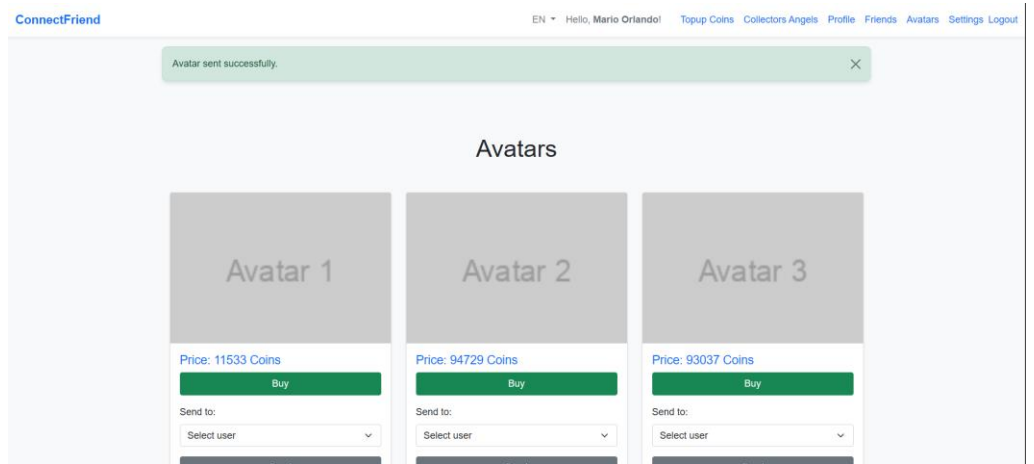 ConnectFriend EN Hello, Mario Orlando! Topup Coins Collectors Angels Profile Friends Avatars Settings Logout
Avatar sent successfully.
Avatars
Avatar 1 Avatar 2 Avatar 3
Price: 11533 Coins Price: 94729 Coins Price: 93037 Coins
Buy Buy Buy
Send to: Send to: Send to:
Select user Select user Select user